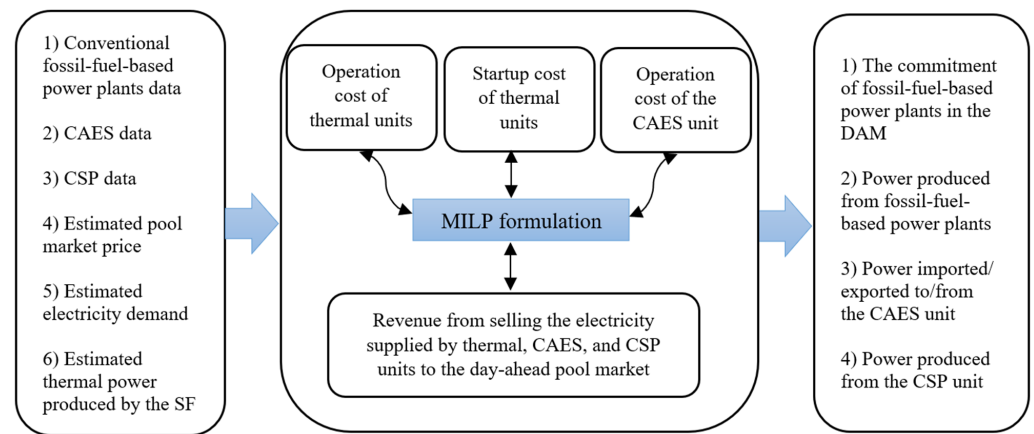 1) Conventional
fossil-fuel-based
power plants data
2) CAES data
3) CSP data
4) Estimated pool
market price
5) Estimated
electricity demand
6) Estimated
thermal power
produced by the SF
Operation
cost of
thermal units
Startup cost
of thermal
units
Operation
cost of the
CAES unit
MILP formulation
Revenue from selling the electricity
supplied by thermal, CAES, and CSP
units to the day-ahead pool market
1) The commitment
of fossil-fuel-based
power plants in the
DAM
2) Power produced
from fossil-fuel-
based power plants
3) Power imported/
exported to/from
the CAES unit
4) Power produced
from the CSP unit